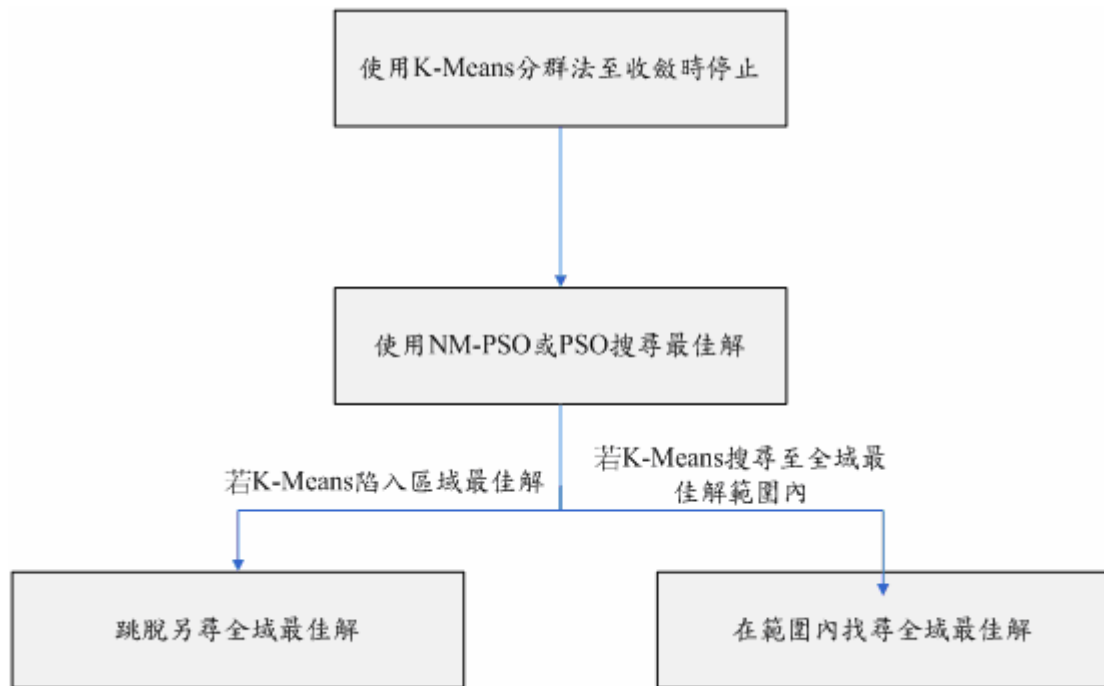 使用K-Means分群法至收斂時停止
使用NM-PSO或PSO搜尋最佳解
若K-Means陷入區域最佳解
若K-Means搜尋至全域最
佳解範圍內
跳脫另尋全域最佳解
在範圍內找尋全域最佳解